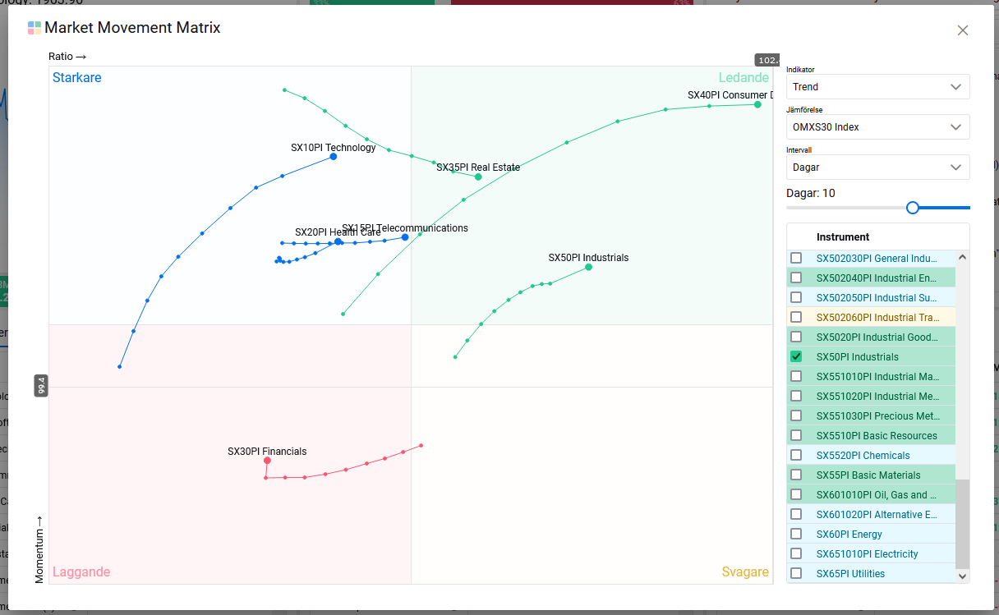 Market Movement Matrix
Ratio →
102.
Starkare
Ledande
SX40PI Consumer D
SX10PI Technology
SX35PI Real Estate
SX15PI Telecommunications
SX20PI Health Care
SX50PI Industrials
99.4
SX30PI Financials
Momentum →
Laggande
Svagare
Indikator
Trend
Jämförelse
OMXS30 Index
Intervall
Dagar
Dagar: 10
Instrument
SX502030PI General Indu...
SX502040PI Industrial En...
SX502050PI Industrial Su...
SX502060PI Industrial Tra...
SX5020PI Industrial Good...
SX50PI Industrials
SX551010PI Industrial Ma...
SX551020PI Industrial Me...
SX551030PI Precious Met...
SX5510PI Basic Resources
SX5520PI Chemicals
SX55PI Basic Materials
SX601010PI Oil, Gas and ...
SX601020PI Alternative E...
SX60PI Energy
SX651010PI Electricity
SX65PI Utilities